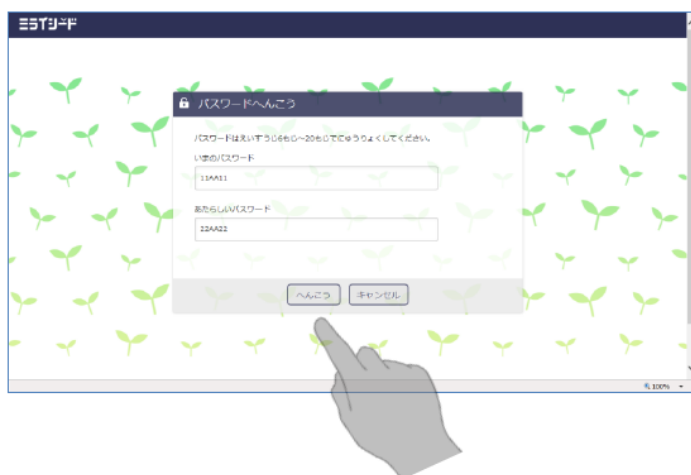 ミライシード
パスワードへんこう
パスワードはえいすうじ6もじ～20もじでにゅうりょくしてください。
いまのパスワード
11AA11
あたらしいパスワード
22AA22
へんこう キャンセル
100%